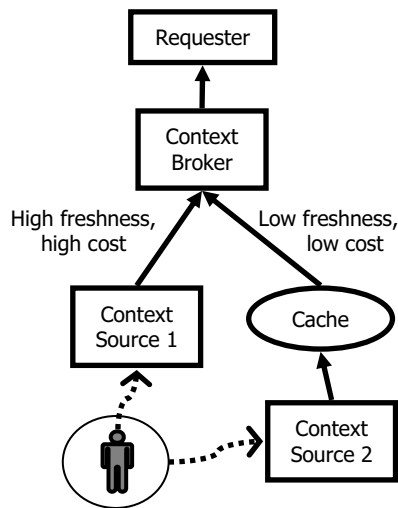 Requester
Context
Broker
High freshness,
high cost
Low freshness,
low cost
Context
Source 1
Cache
Context
Source 2